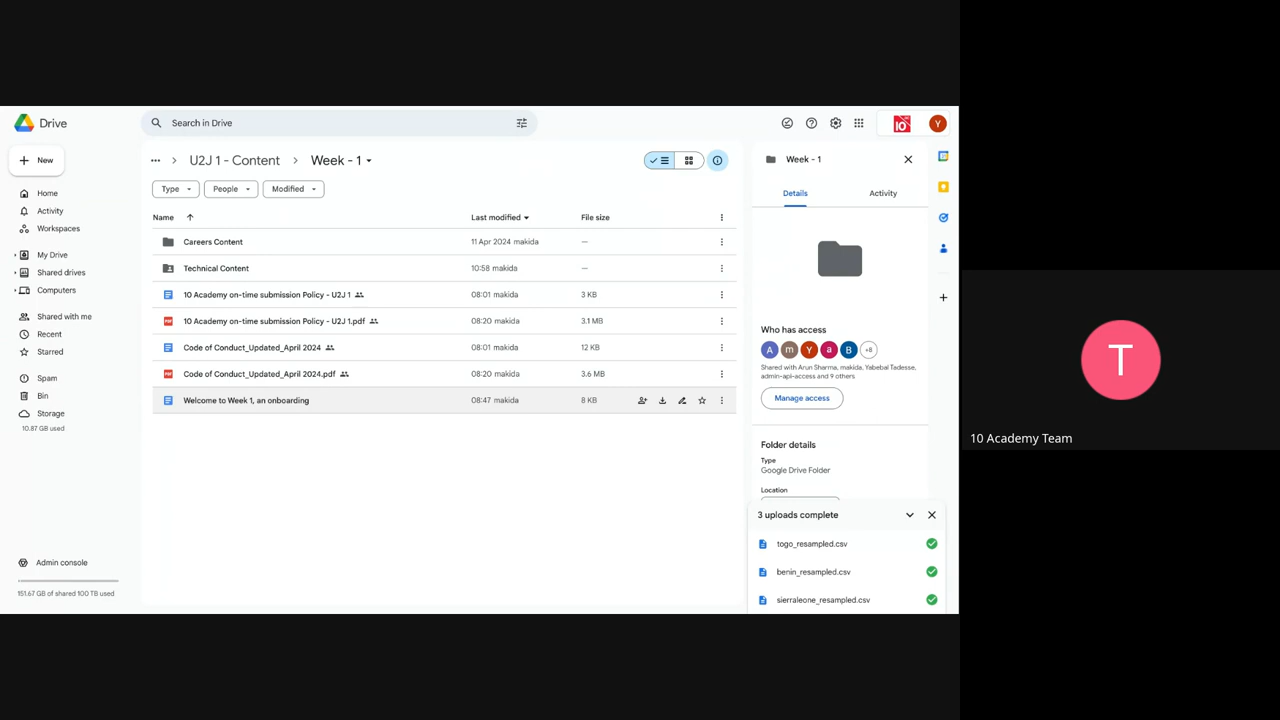 Drive
Search in Drive
10
Y
New
U2J 1 - Content
Week - 1
Type
People
Modified
Home
Activity
Workspaces
My Drive
Shared drives
Computers
Shared with me
Recent
Starred
Spam
Bin
Storage
10.87 GB used
Admin console
151.67 GB of shared 100 TB used
Name Last modified File size
Careers Content 11 Apr 2024 makida —
Technical Content 10:58 makida —
10 Academy on-time submission Policy - U2J 1 08:01 makida 3 KB
10 Academy on-time submission Policy - U2J 1.pdf 08:20 makida 3.1 MB
Code of Conduct_Updated_April 2024 08:01 makida 12 KB
Code of Conduct_Updated_April 2024.pdf 08:20 makida 3.6 MB
Welcome to Week 1, an onboarding 08:47 makida 8 KB
Week - 1
Details Activity
Who has access
A m Y a B +8
Shared with Arun Sharma, makida, Yabebal Tadesse,
admin-api-access and 9 others
Manage access
Folder details
Type
Google Drive Folder
Location
3 uploads complete
togo_resampled.csv
benin_resampled.csv
sierraleone_resampled.csv
T
10 Academy Team